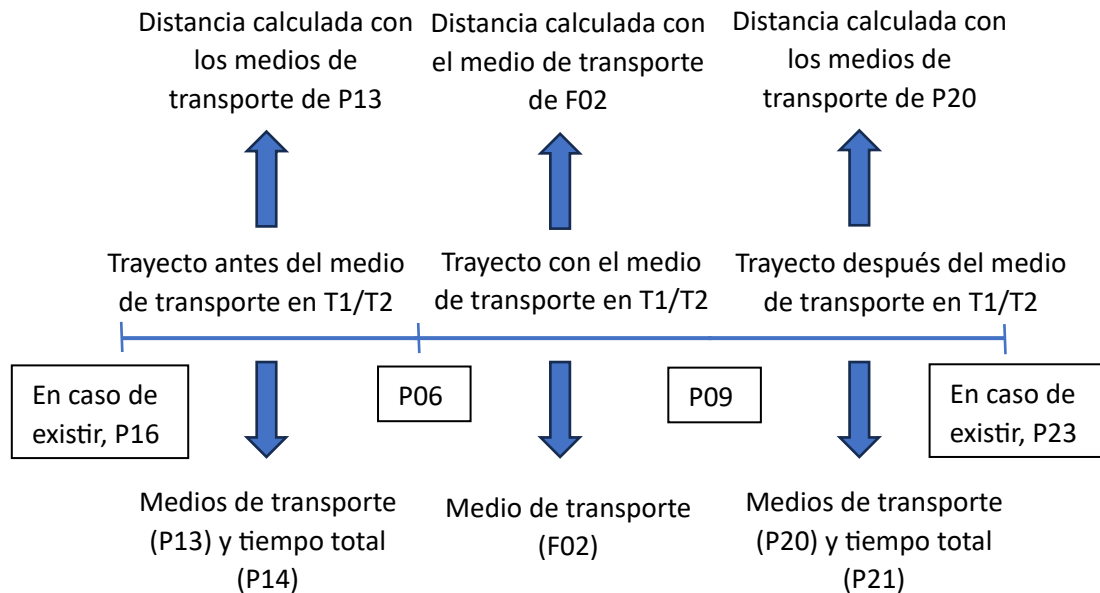 Distancia calculada con
los medios de
transporte de P13
Distancia calculada con
el medio de transporte
de F02
Distancia calculada con
los medios de
transporte de P20
Trayecto antes del medio
de transporte en T1/T2
Trayecto con el medio
de transporte en T1/T2
Trayecto después del medio
de transporte en T1/T2
En caso de
existir, P16
P06
P09
En caso de
existir, P23
Medios de transporte
(P13) y tiempo total
(P14)
Medio de transporte
(F02)
Medios de transporte
(P20) y tiempo total
(P21)